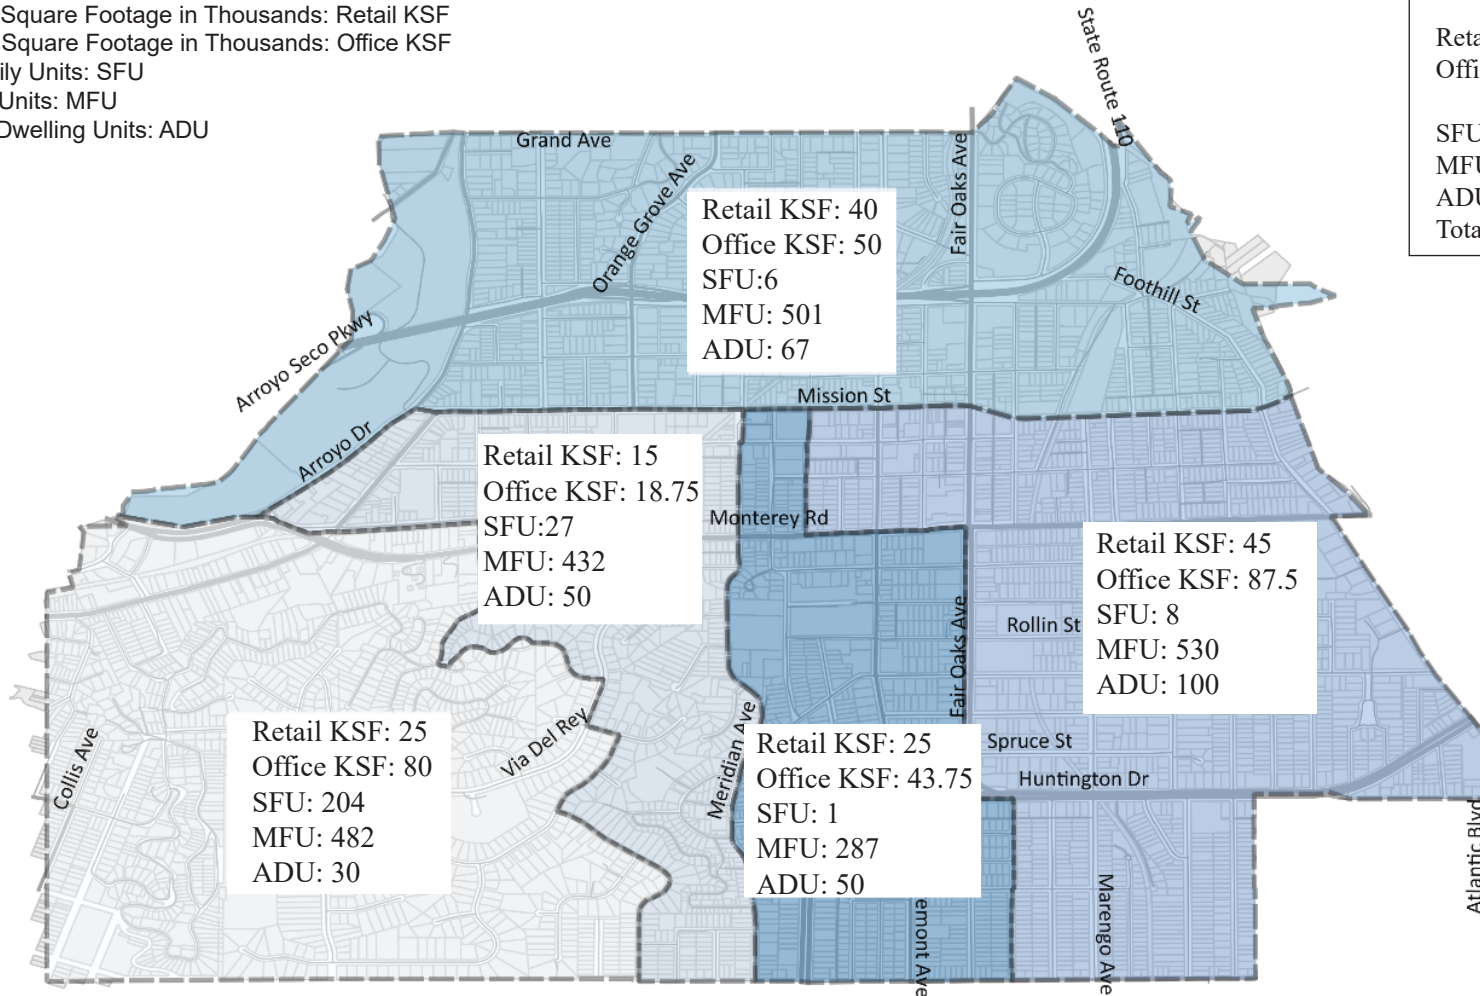 Square Footage in Thousands: Retail KSF
Square Footage in Thousands: Office KSF
ily Units: SFU
Units: MFU
Dwelling Units: ADU
Reta
Offi
SFU
MFU
ADU
Tota
State Route 110
Grand Ave
Orange Grove Ave
Fair Oaks Ave
Retail KSF: 40
Office KSF: 50
SFU:6
MFU: 501
ADU: 67
Foothill St
Arroyo Seco Pkwy
Mission St
Arroyo Dr
Retail KSF: 15
Office KSF: 18.75
SFU:27
MFU: 432
ADU: 50
Monterey Rd
Retail KSF: 45
Office KSF: 87.5
SFU: 8
MFU: 530
ADU: 100
Rollin St
Fair Oaks Ave
Collis Ave
Retail KSF: 25
Office KSF: 80
SFU: 204
MFU: 482
ADU: 30
Via Del Rey
Meridian Ave
Retail KSF: 25
Office KSF: 43.75
SFU: 1
MFU: 287
ADU: 50
Spruce St
Huntington Dr
emont Ave
Marengo Ave
Atlantic Blvd